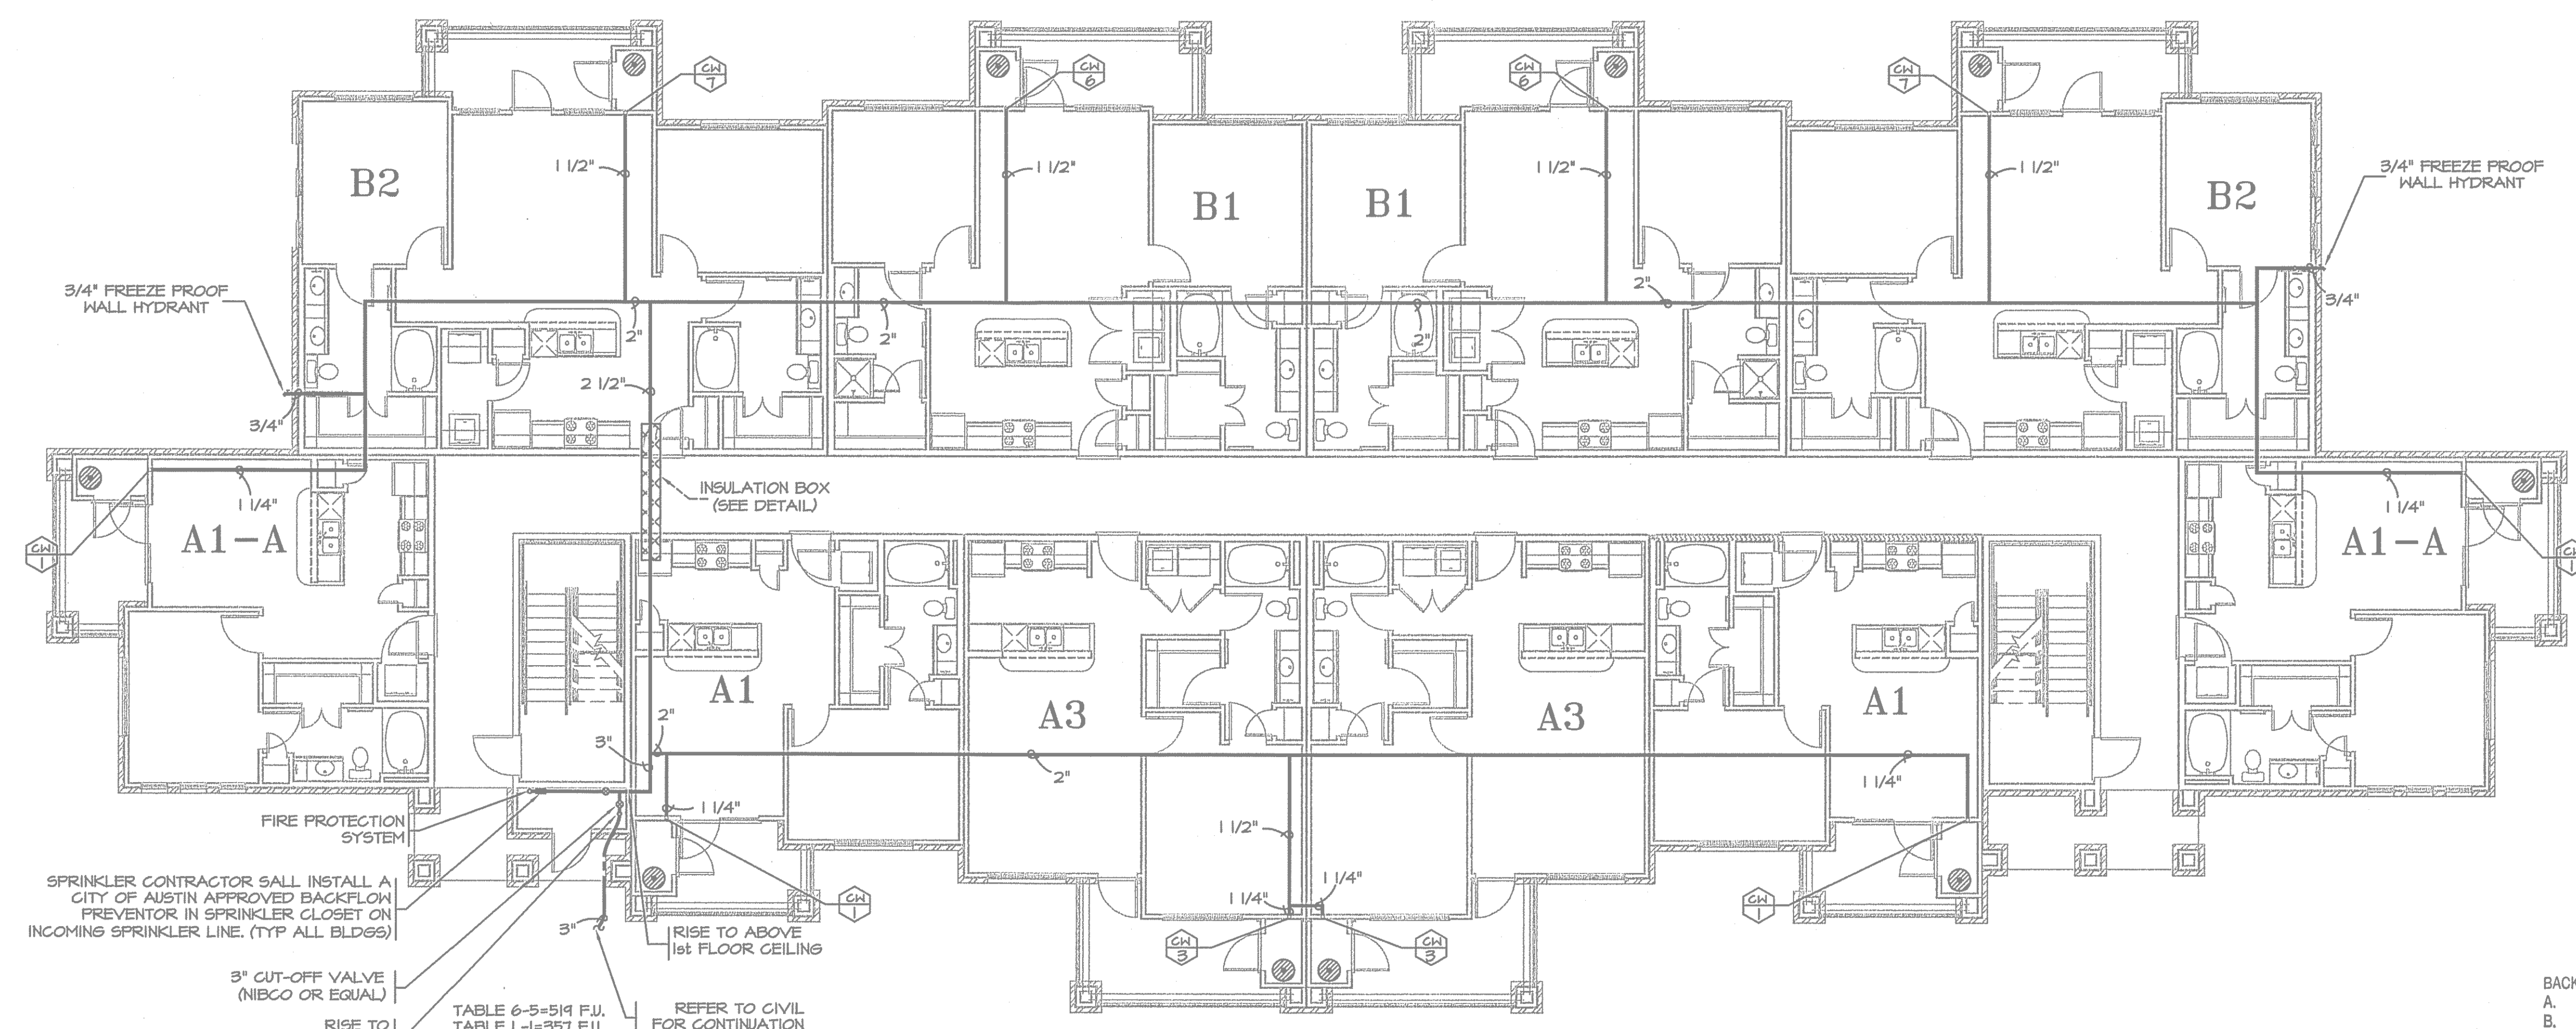 CW
7
CW
6
CW
6
CW
7
1 1/2"
1 1/2"
1 1/2"
1 1/2"
3/4" FREEZE PROOF
WALL HYDRANT
B2
B1
B1
B2
3/4" FREEZE PROOF
WALL HYDRANT
2"
2"
2"
2"
3/4"
2 1/2"
3/4"
1 1/4"
INSULATION BOX
(SEE DETAIL)
1 1/4"
A1-A
A1-A
CW
1
A1
A3
A3
A1
2"
3"
2"
1 1/4"
1 1/4"
1 1/2"
FIRE PROTECTION
SYSTEM
SPRINKLER CONTRACTOR SALL INSTALL A
CITY OF AUSTIN APPROVED BACKFLOW
PREVENTOR IN SPRINKLER CLOSET ON
INCOMING SPRINKLER LINE. (TYP ALL BLDGS)
1 1/4"
1 1/4"
CW
1
CW
1
3"
RISE TO ABOVE
1st FLOOR CEILING
CW
3
CW
3
3" CUT-OFF VALVE
(NIBCO OR EQUAL)
TABLE 6-5=519 F.U.
TABLE L-1=357 F.U.
REFER TO CIVIL
FOR CONTINUATION
RISE TO
BACK
A.
B.